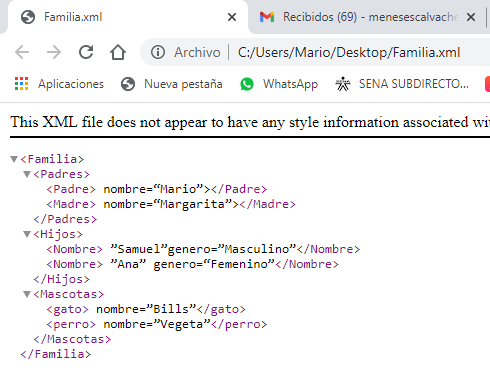 Familia.xml
Recibidos (69) - menesescalvache
Archivo | C:/Users/Mario/Desktop/Familia.xml
Aplicaciones Nueva pestaña WhatsApp SENA SUBDIRECTO...
This XML file does not appear to have any style information associated wi
<Familia>
<Padres>
<Padre> nombre=“Mario”></Padre>
<Madre> nombre=“Margarita”></Madre>
</Padres>
<Hijos>
<Nombre> ”Samuel”genero=”Masculino”</Nombre>
<Nombre> ”Ana” genero=“Femenino”</Nombre>
</Hijos>
<Mascotas>
<gato> nombre=”Bills”</gato>
<perro> nombre=”Vegeta”</perro>
</Mascotas>
</Familia>